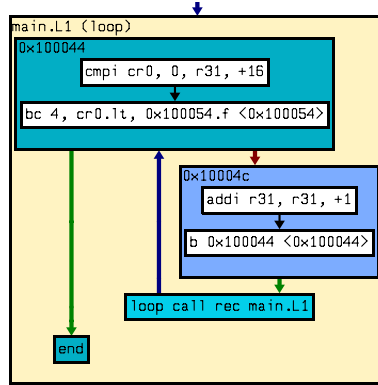 main.L1 (loop)
0x100044
cmpi cr0, 0, r31, +16
bc 4, cr0.lt, 0x100054.f <0x100054>
0x10004c
addi r31, r31, +1
b 0x100044 <0x100044>
loop call rec main.L1
end